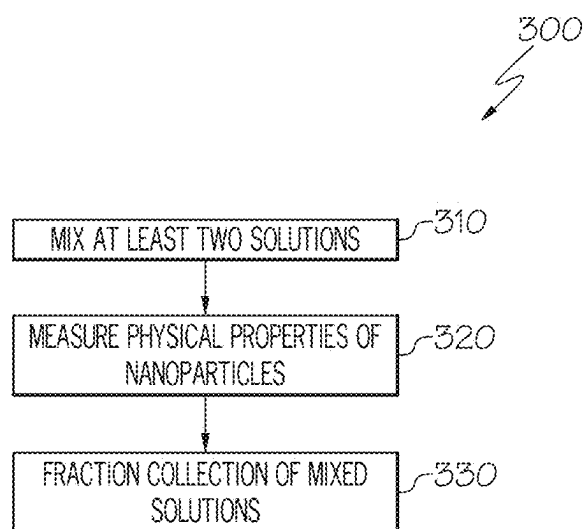 300
MIX AT LEAST TWO SOLUTIONS
310
MEASURE PHYSICAL PROPERTIES OF
NANOPARTICLES
320
FRACTION COLLECTION OF MIXED
SOLUTIONS
330